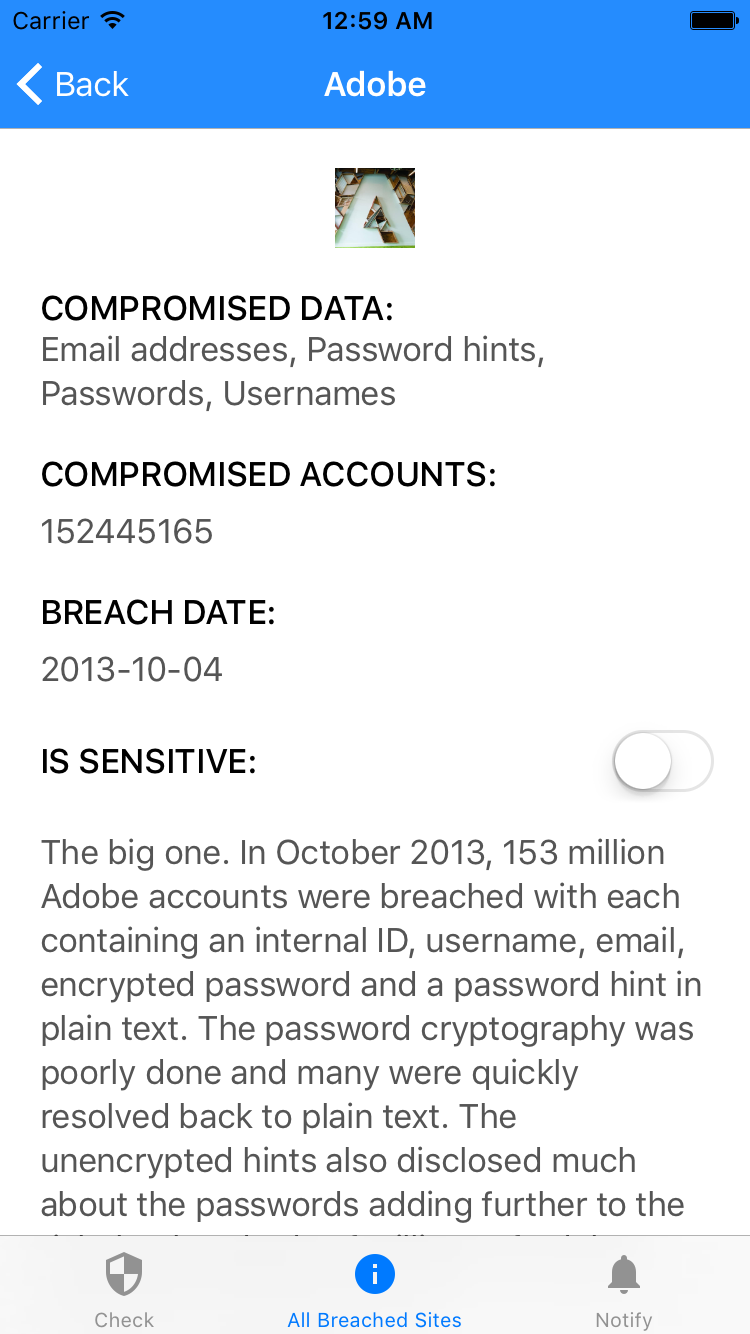 Carrier 12:59 AM
Back Adobe
COMPROMISED DATA:
Email addresses, Password hints,
Passwords, Usernames
COMPROMISED ACCOUNTS:
152445165
BREACH DATE:
2013-10-04
IS SENSITIVE:
The big one. In October 2013, 153 million
Adobe accounts were breached with each
containing an internal ID, username, email,
encrypted password and a password hint in
plain text. The password cryptography was
poorly done and many were quickly
resolved back to plain text. The
unencrypted hints also disclosed much
about the passwords adding further to the
Check All Breached Sites Notify